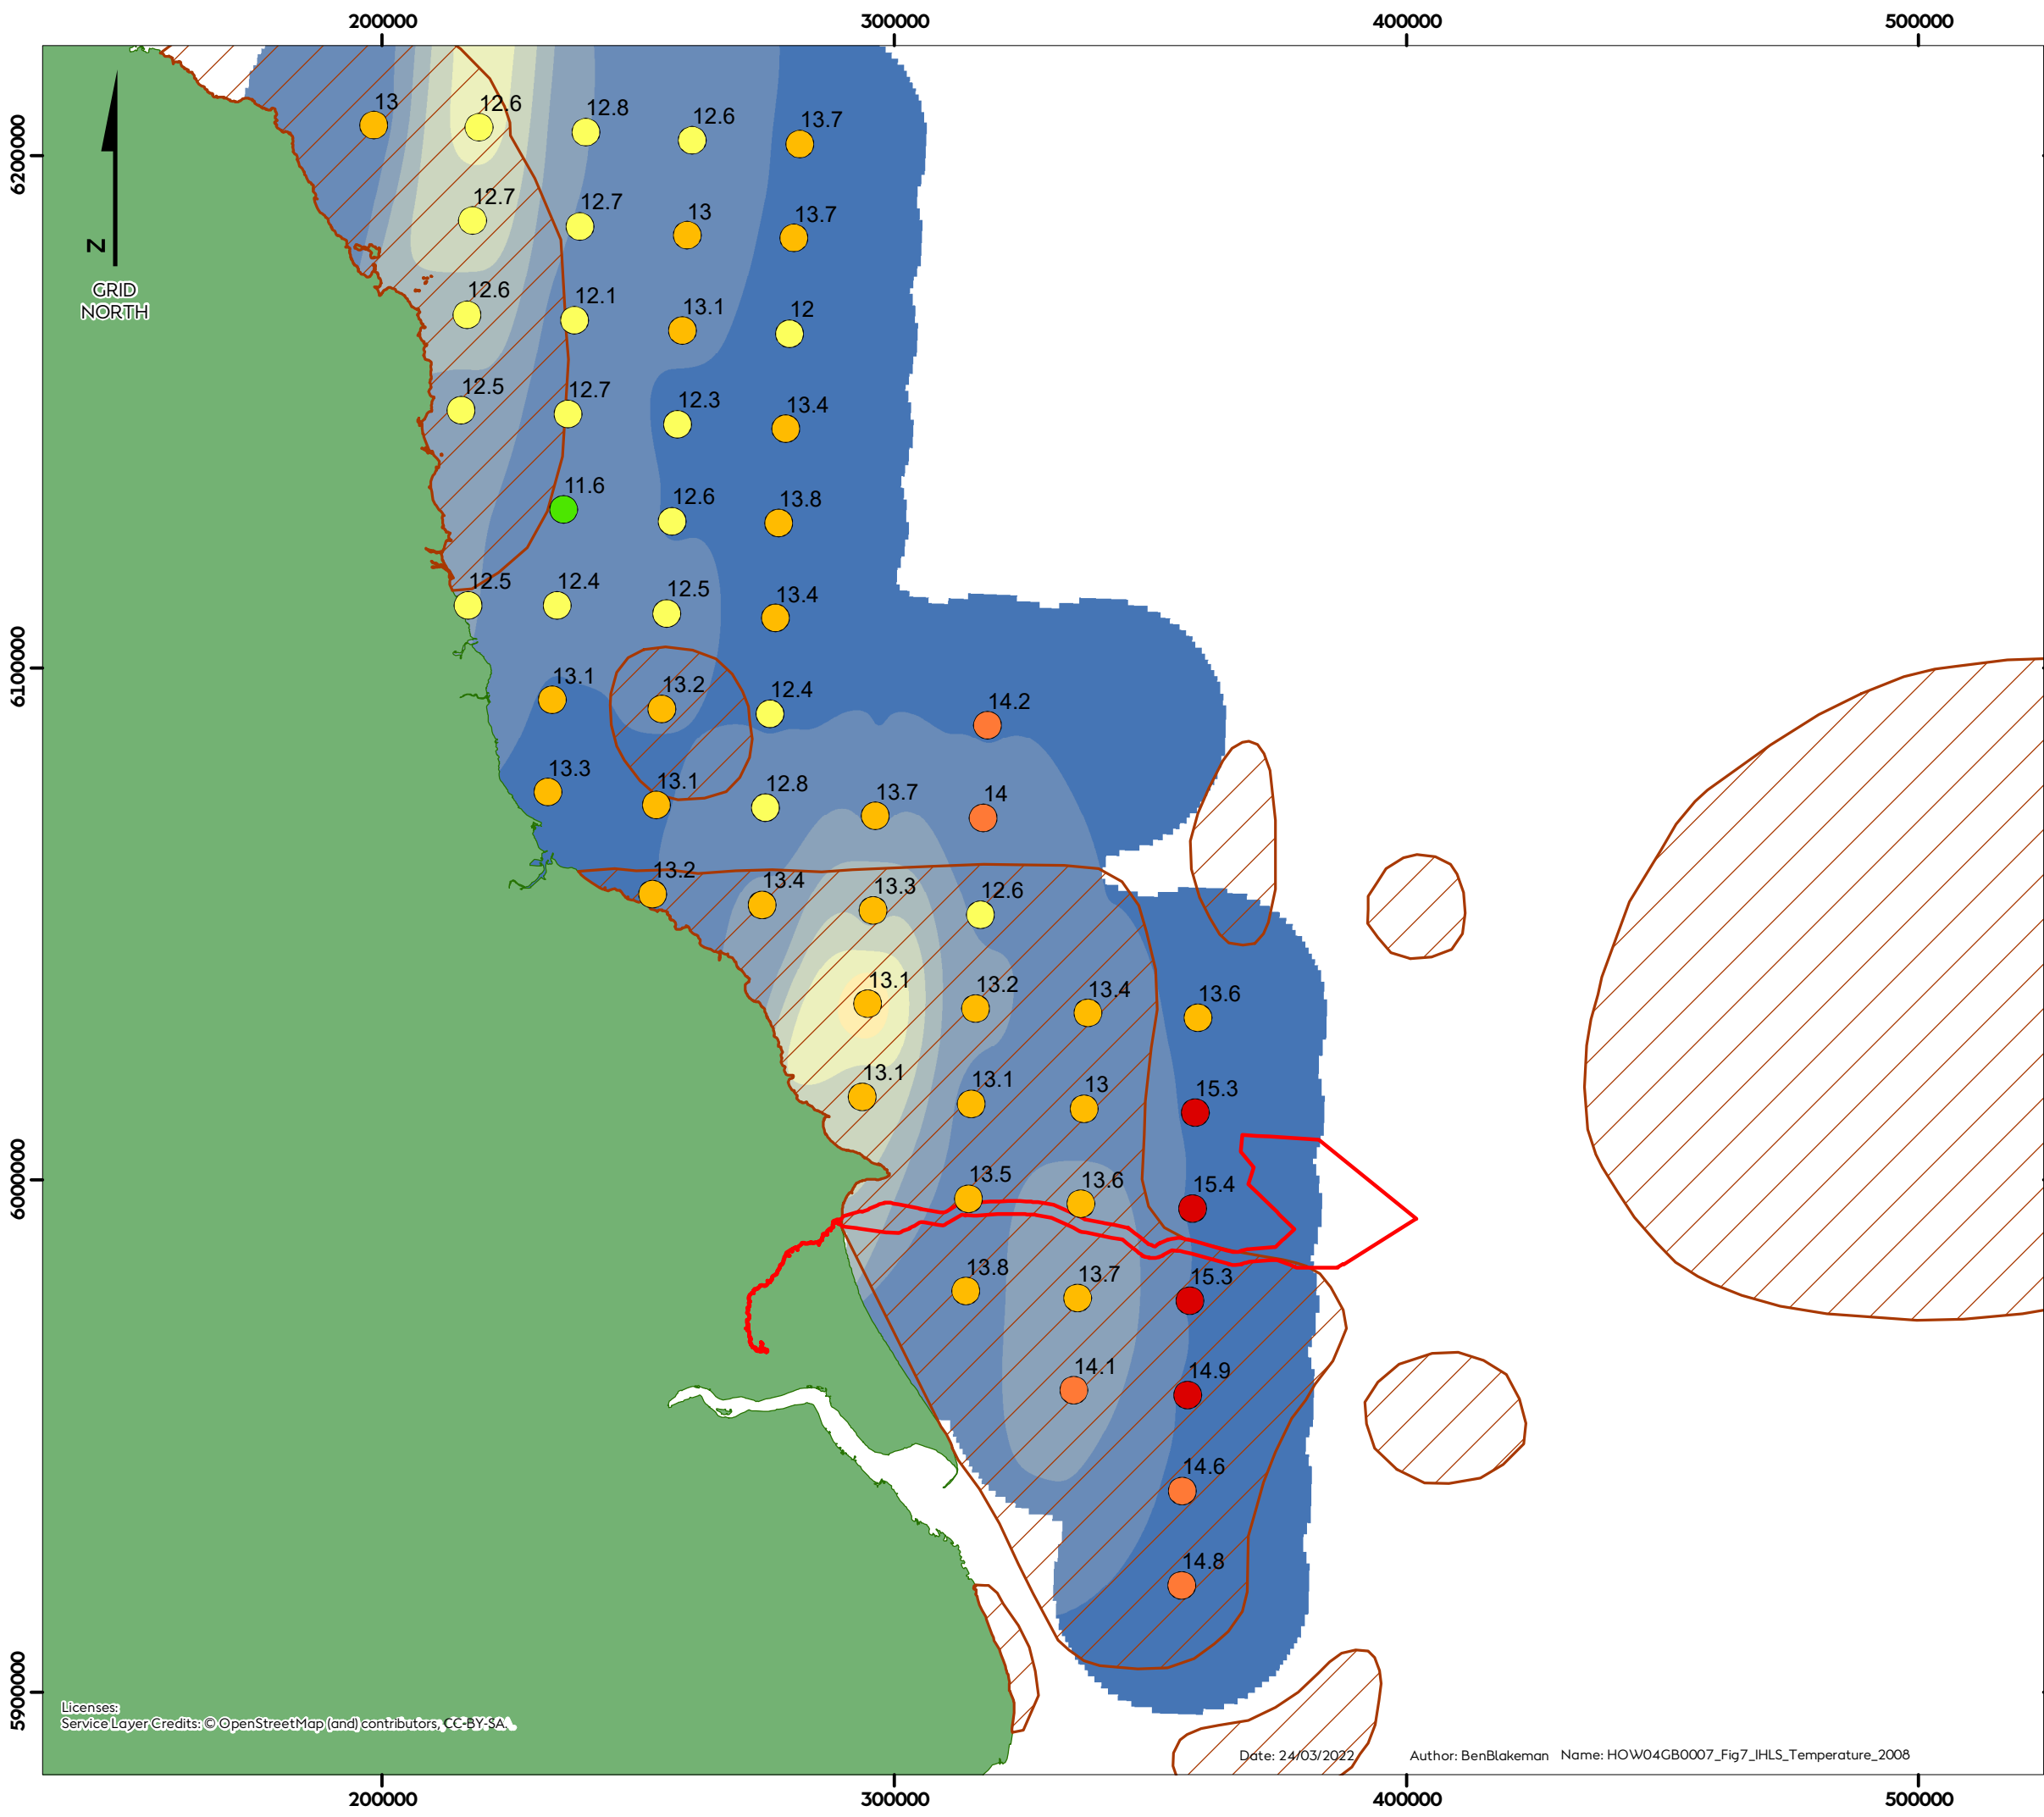 200000 300000 400000 500000
13 12.6 12.8 12.6 13.7
6200000
12.7 12.7 13 13.7
N
GRID
NORTH
12.6 12.1 13.1 12
12.5 12.7 12.3 13.4
11.6 12.6 13.8
12.5 12.4 12.5 13.4
6100000
13.1 13.2 12.4 14.2
13.3 13.1 12.8 13.7 14
13.2 13.4 13.3 12.6
13.1 13.2 13.4 13.6
13.1 13.1 13 15.3
6000000
13.5 13.6 15.4
13.8 13.7 15.3
14.1 14.9
14.6
14.8
5900000
Licenses:
Service Layer Credits: © OpenStreetMap (and) contributors, CC-BY-SA.
Date: 24/03/2022 Author: BenBlakeman Name: HOW04GB0007_Fig7_IHLS_Temperature_2008
200000 300000 400000 500000